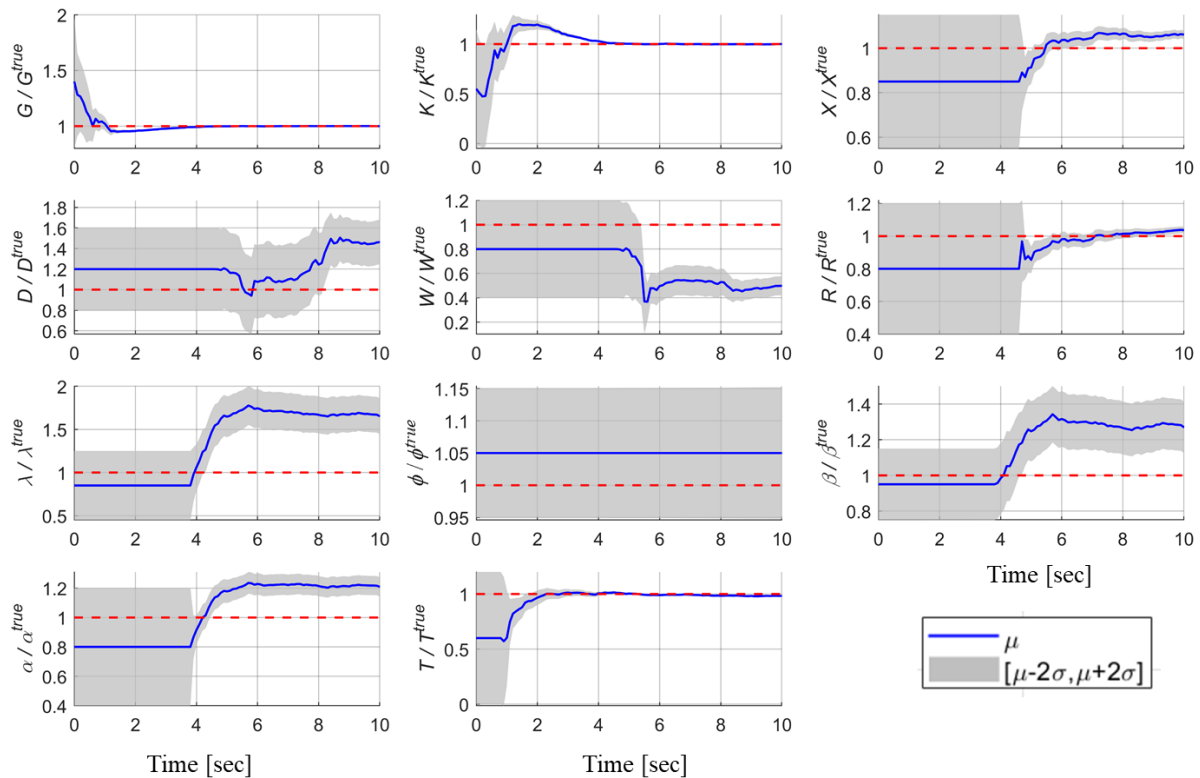 2
1.5
1
G / G^true
0 2 4 6 8 10
1
0.5
0
K / K^true
0 2 4 6 8 10
1
0.8
0.6
X / X^true
0 2 4 6 8 10
1.8
1.6
1.4
1.2
1
0.8
0.6
D / D^true
0 2 4 6 8 10
1.2
1
0.8
0.6
0.4
0.2
W / W^true
0 2 4 6 8 10
1.2
1
0.8
0.6
0.4
R / R^true
0 2 4 6 8 10
2
1.5
1
0.5
λ / λ^true
0 2 4 6 8 10
1.15
1.1
1.05
1
0.95
ϕ / ϕ^true
0 2 4 6 8 10
1.4
1.2
1
0.8
β / β^true
0 2 4 6 8 10
Time [sec]
1.2
1
0.8
0.6
0.4
α / α^true
0 2 4 6 8 10
Time [sec]
1
0.5
0
T / T^true
0 2 4 6 8 10
Time [sec]
μ
[μ-2σ,μ+2σ]